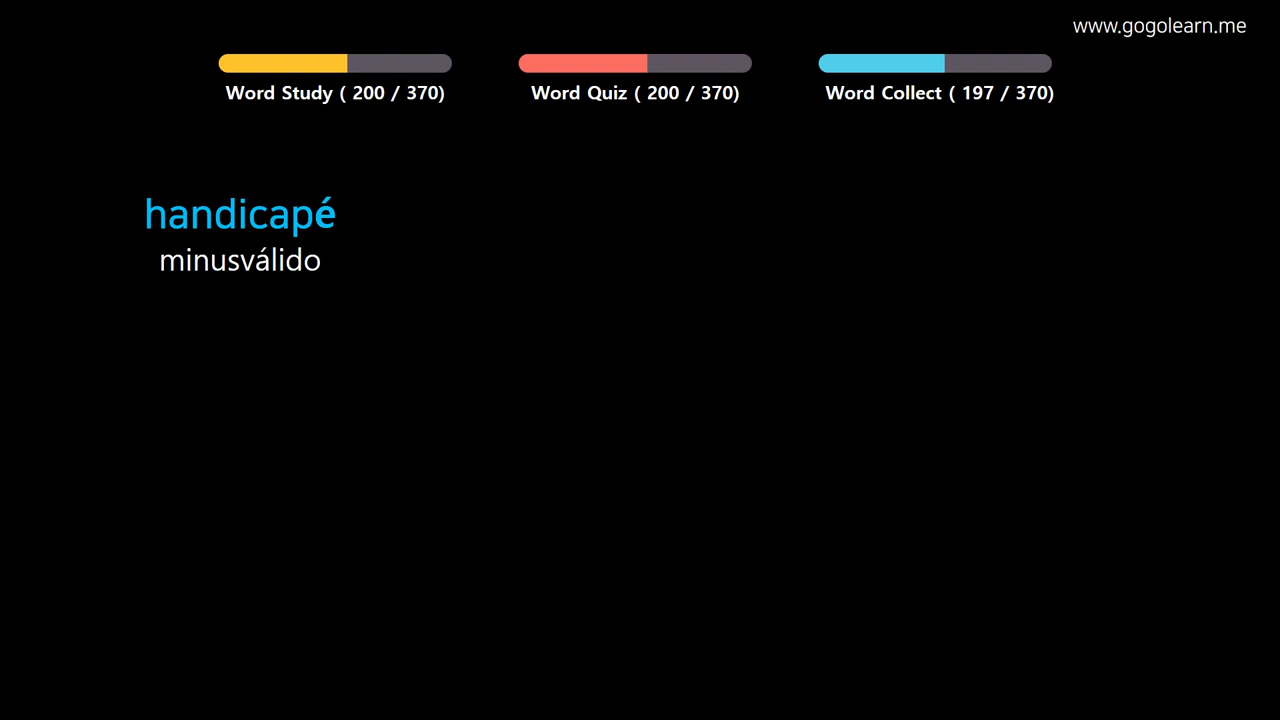 www.gogolearn.me
Word Study ( 200 / 370)
Word Quiz ( 200 / 370)
Word Collect ( 197 / 370)
handicapé
minusválido